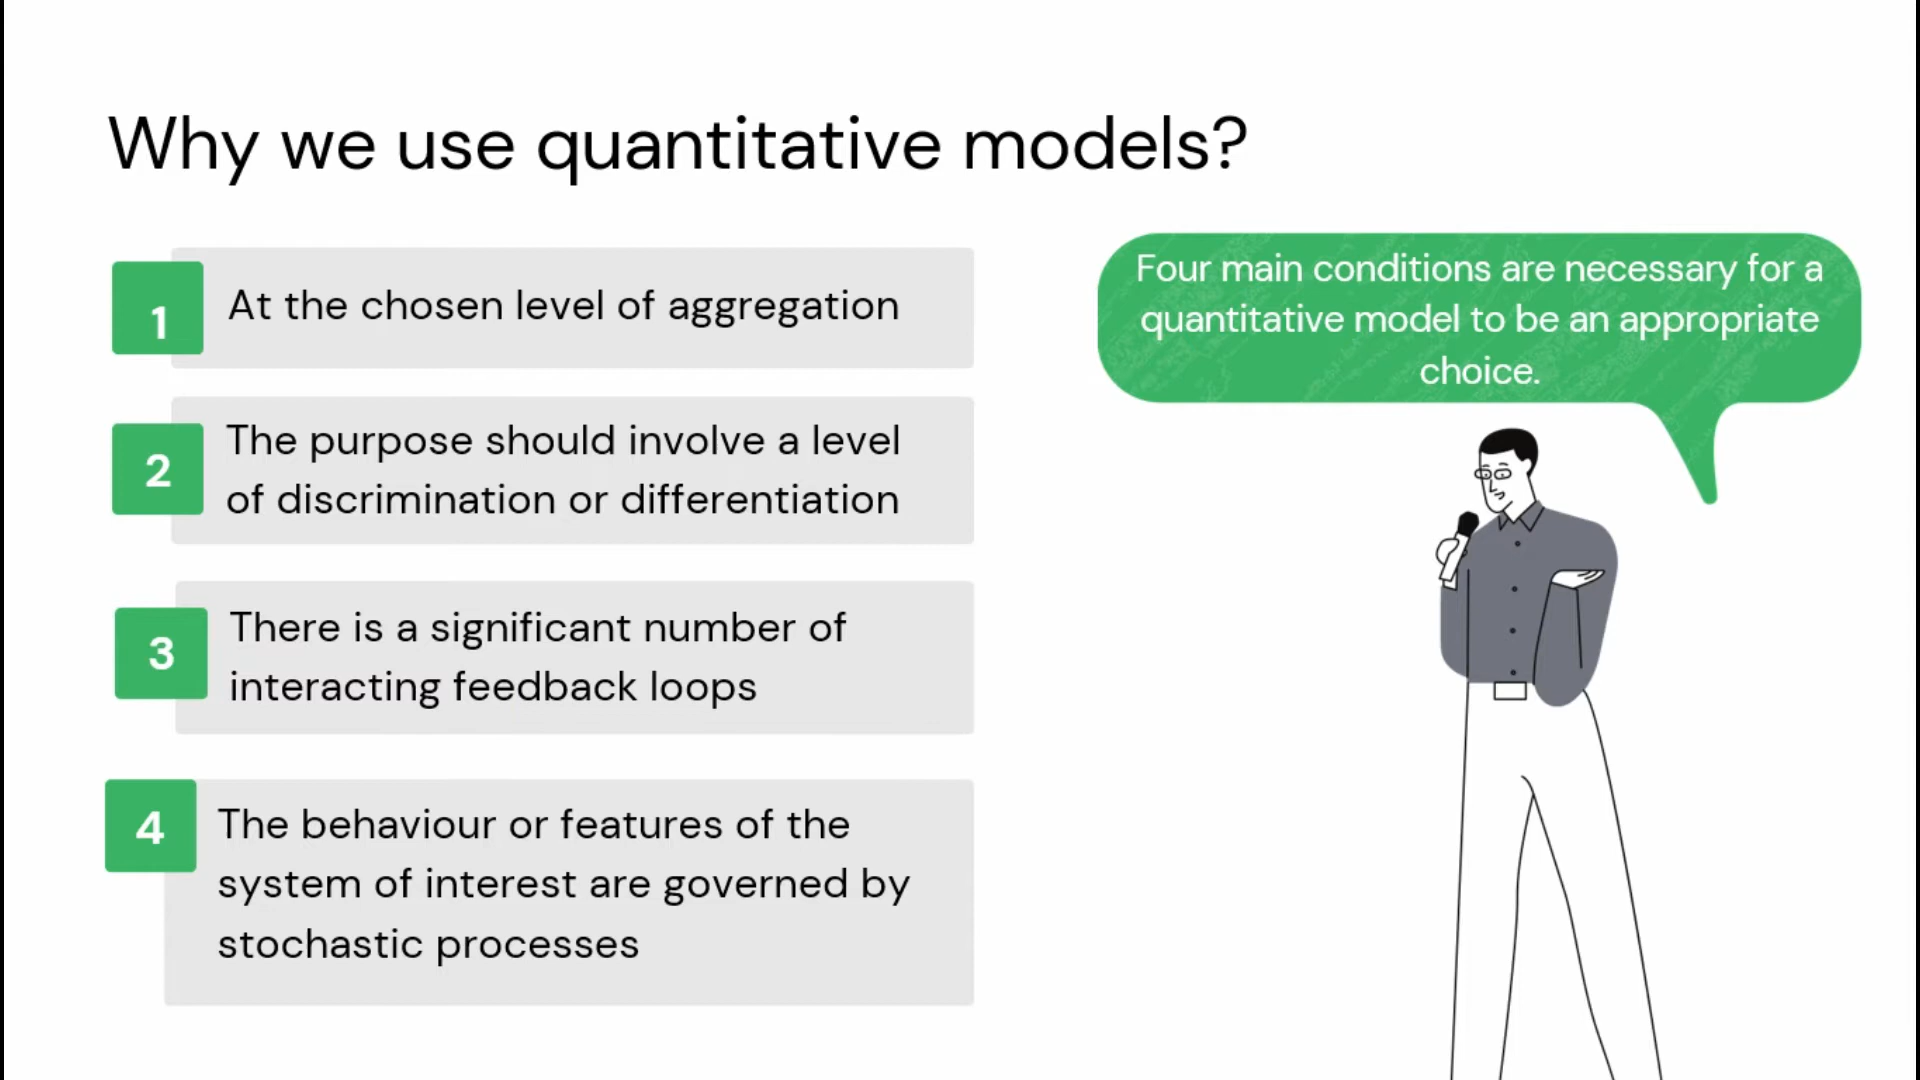 Why we use quantitative models?
1
At the chosen level of aggregation
2
The purpose should involve a level
of discrimination or differentiation
3
There is a significant number of
interacting feedback loops
4
The behaviour or features of the
system of interest are governed by
stochastic processes
Four main conditions are necessary for a
quantitative model to be an appropriate
choice.